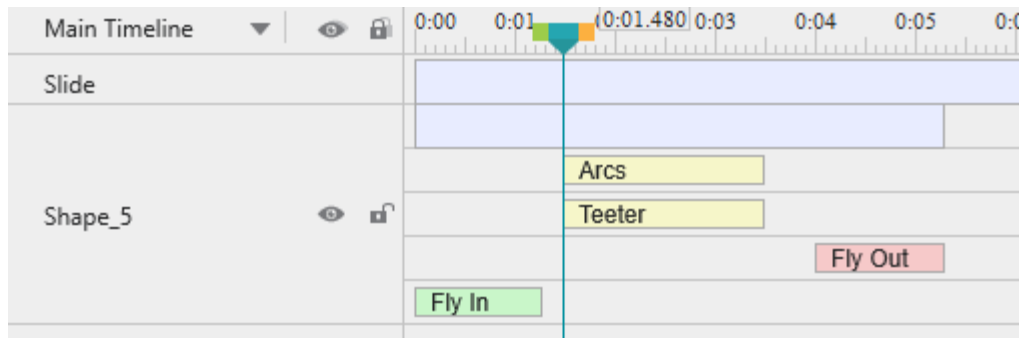 Main Timeline 0:00 0:01 (0:01.480 0:03 0:04 0:05
Slide
Arcs
Shape_5 Teeter
Fly Out
Fly In